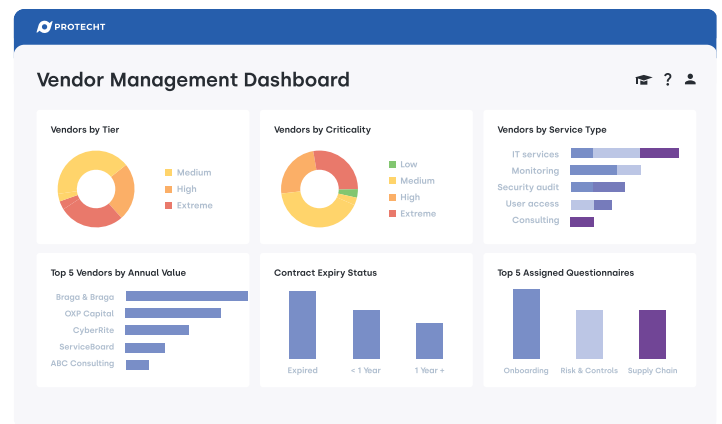 PROTECHT
Vendor Management Dashboard
?
Vendors by Tier
Medium
High
Extreme
Vendors by Criticality
Low
Medium
High
Extreme
Vendors by Service Type
IT services
Monitoring
Security audit
User access
Consulting
Top 5 Vendors by Annual Value
Braga & Braga
OXP Capital
CyberRite
ServiceBoard
ABC Consulting
Contract Expiry Status
Expired
< 1 Year
1 Year +
Top 5 Assigned Questionnaires
Onboarding
Risk & Controls
Supply Chain